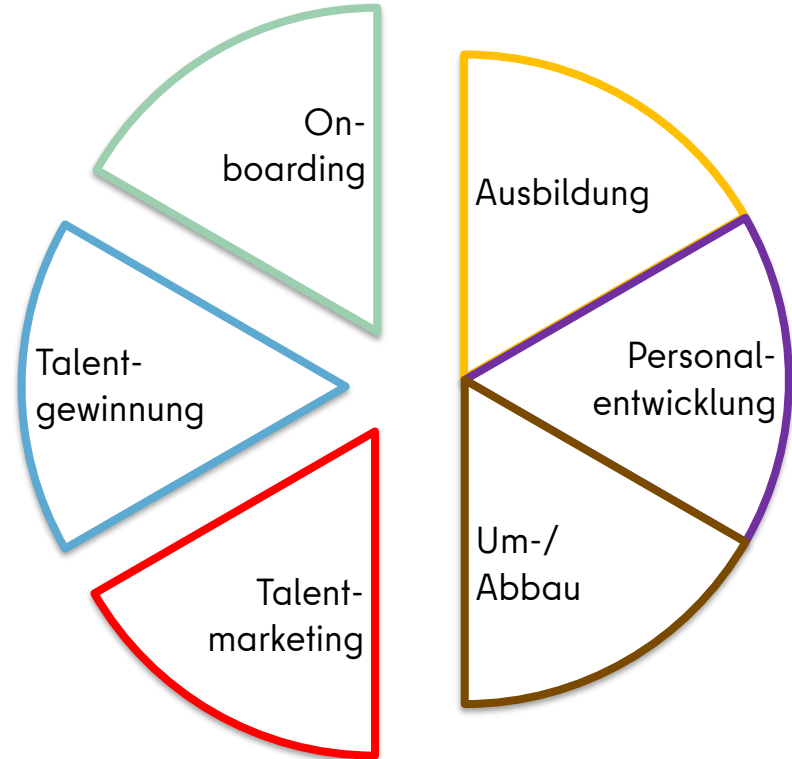 On-
boarding
Ausbildung
Talent-
gewinnung
Personal-
entwicklung
Um-/
Abbau
Talent-
marketing